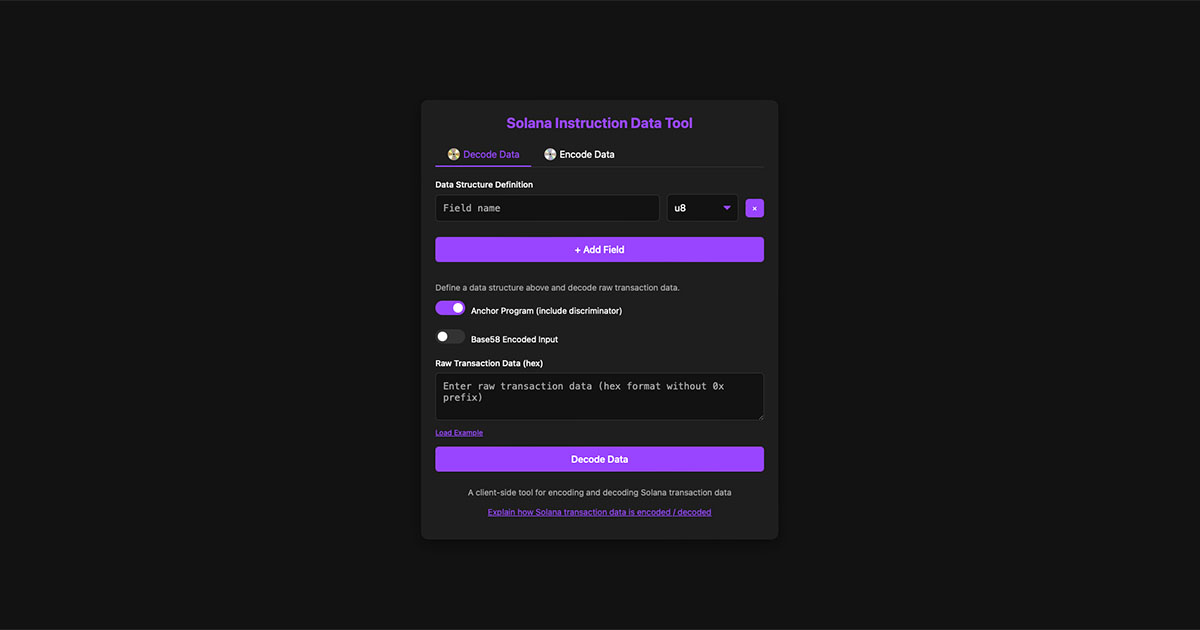 Solana Instruction Data Tool
Decode Data
Encode Data
Data Structure Definition
Field name
u8
×
+ Add Field
Define a data structure above and decode raw transaction data.
Anchor Program (include discriminator)
Base58 Encoded Input
Raw Transaction Data (hex)
Enter raw transaction data (hex format without 0x
prefix)
Load Example
Decode Data
A client-side tool for encoding and decoding Solana transaction data
Explain how Solana transaction data is encoded / decoded